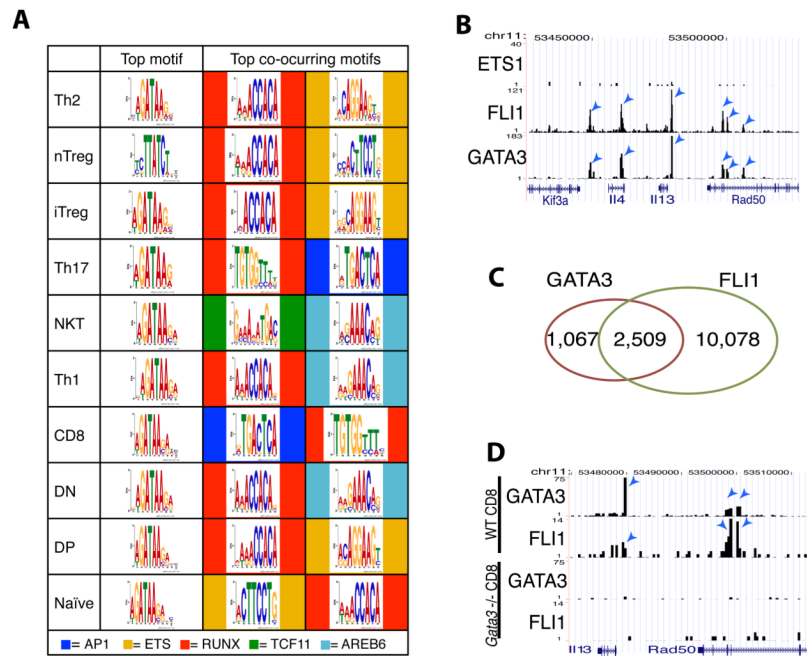 A
Top motif Top co-ocurring motifs
Th2
nTreg
iTreg
Th17
NKT
Th1
CD8
DN
DP
Naïve
= AP1 = ETS = RUNX = TCF11 = AREB6
B
chr11: 53450000 53500000
40
ETS1
1
121
FLI1
1
183
GATA3
1
Kif3a Il4 Il13 Rad50
C
GATA3 FLI1
1,067 2,509 10,078
D
chr11: 53480000 53490000 53500000 53510000
WT CD8
75
GATA3
1
14
FLI1
1
Gata3 -/- CD8
75
GATA3
1
14
FLI1
1
Il13 Rad50